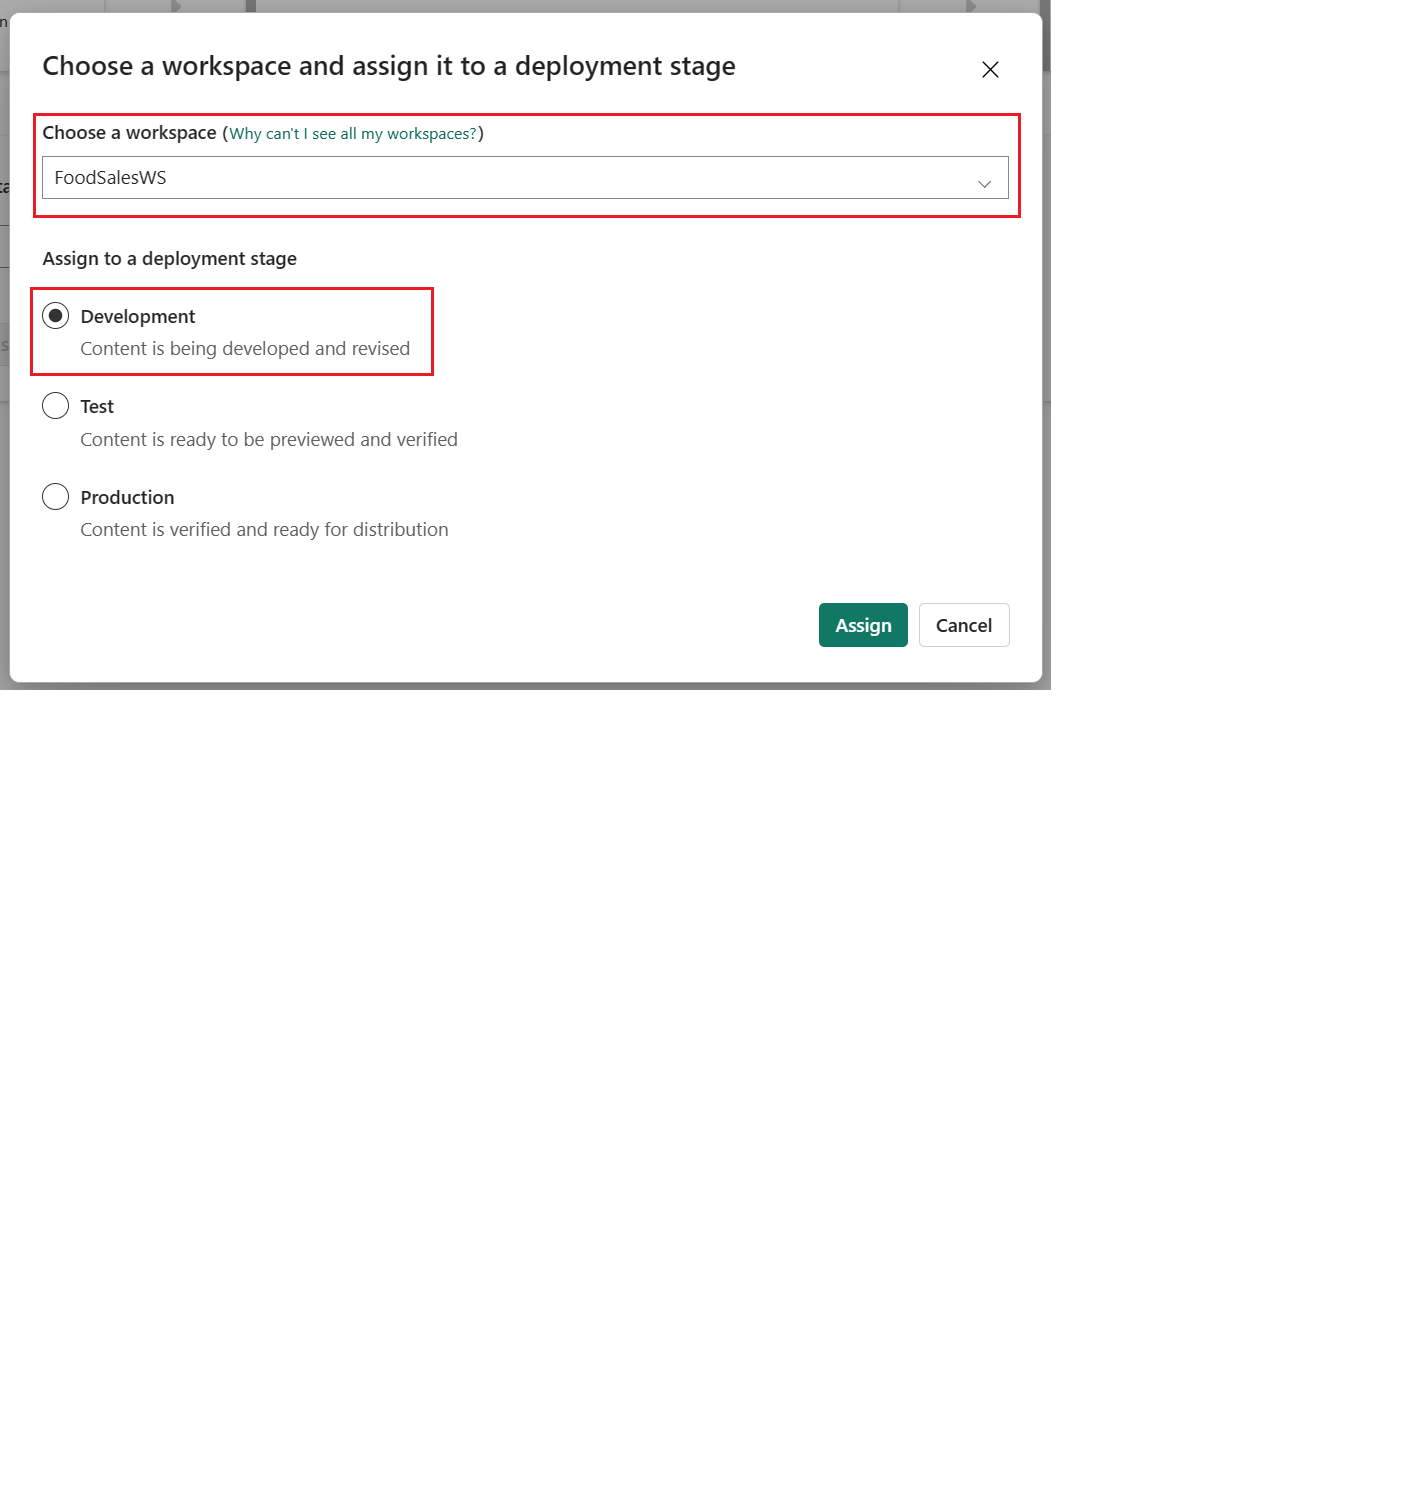 Choose a workspace and assign it to a deployment stage
Choose a workspace (Why can't I see all my workspaces?)
FoodSalesWS
Assign to a deployment stage
Development
Content is being developed and revised
Test
Content is ready to be previewed and verified
Production
Content is verified and ready for distribution
Assign Cancel